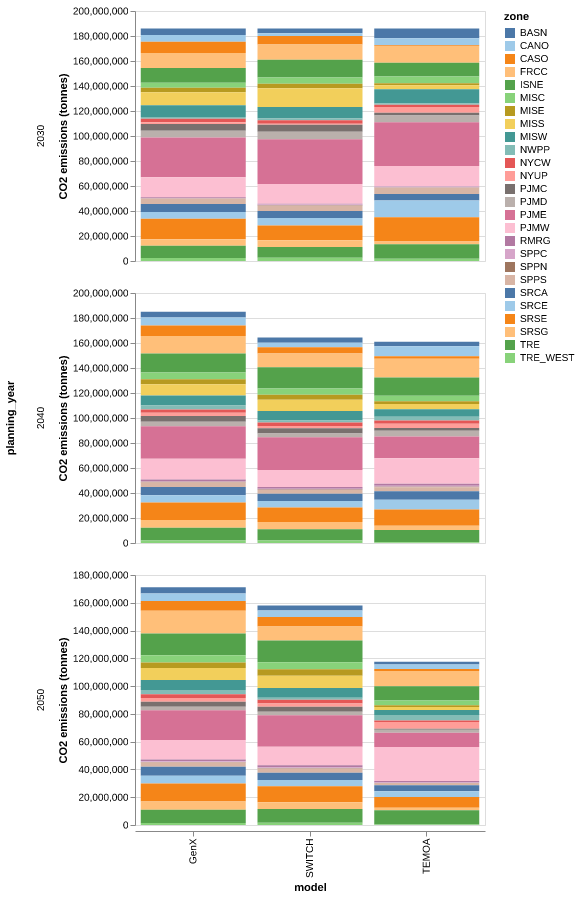 planning_year
2030
CO2 emissions (tonnes)
200,000,000
180,000,000
160,000,000
140,000,000
120,000,000
100,000,000
80,000,000
60,000,000
40,000,000
20,000,000
0
2040
CO2 emissions (tonnes)
200,000,000
180,000,000
160,000,000
140,000,000
120,000,000
100,000,000
80,000,000
60,000,000
40,000,000
20,000,000
0
2050
CO2 emissions (tonnes)
180,000,000
160,000,000
140,000,000
120,000,000
100,000,000
80,000,000
60,000,000
40,000,000
20,000,000
0
GenX
SWITCH
TEMOA
model
zone
BASN
CANO
CASO
FRCC
ISNE
MISC
MISE
MISS
MISW
NWPP
NYCW
NYUP
PJMC
PJMD
PJME
PJMW
RMRG
SPPC
SPPN
SPPS
SRCA
SRCE
SRSE
SRSG
TRE
TRE_WEST